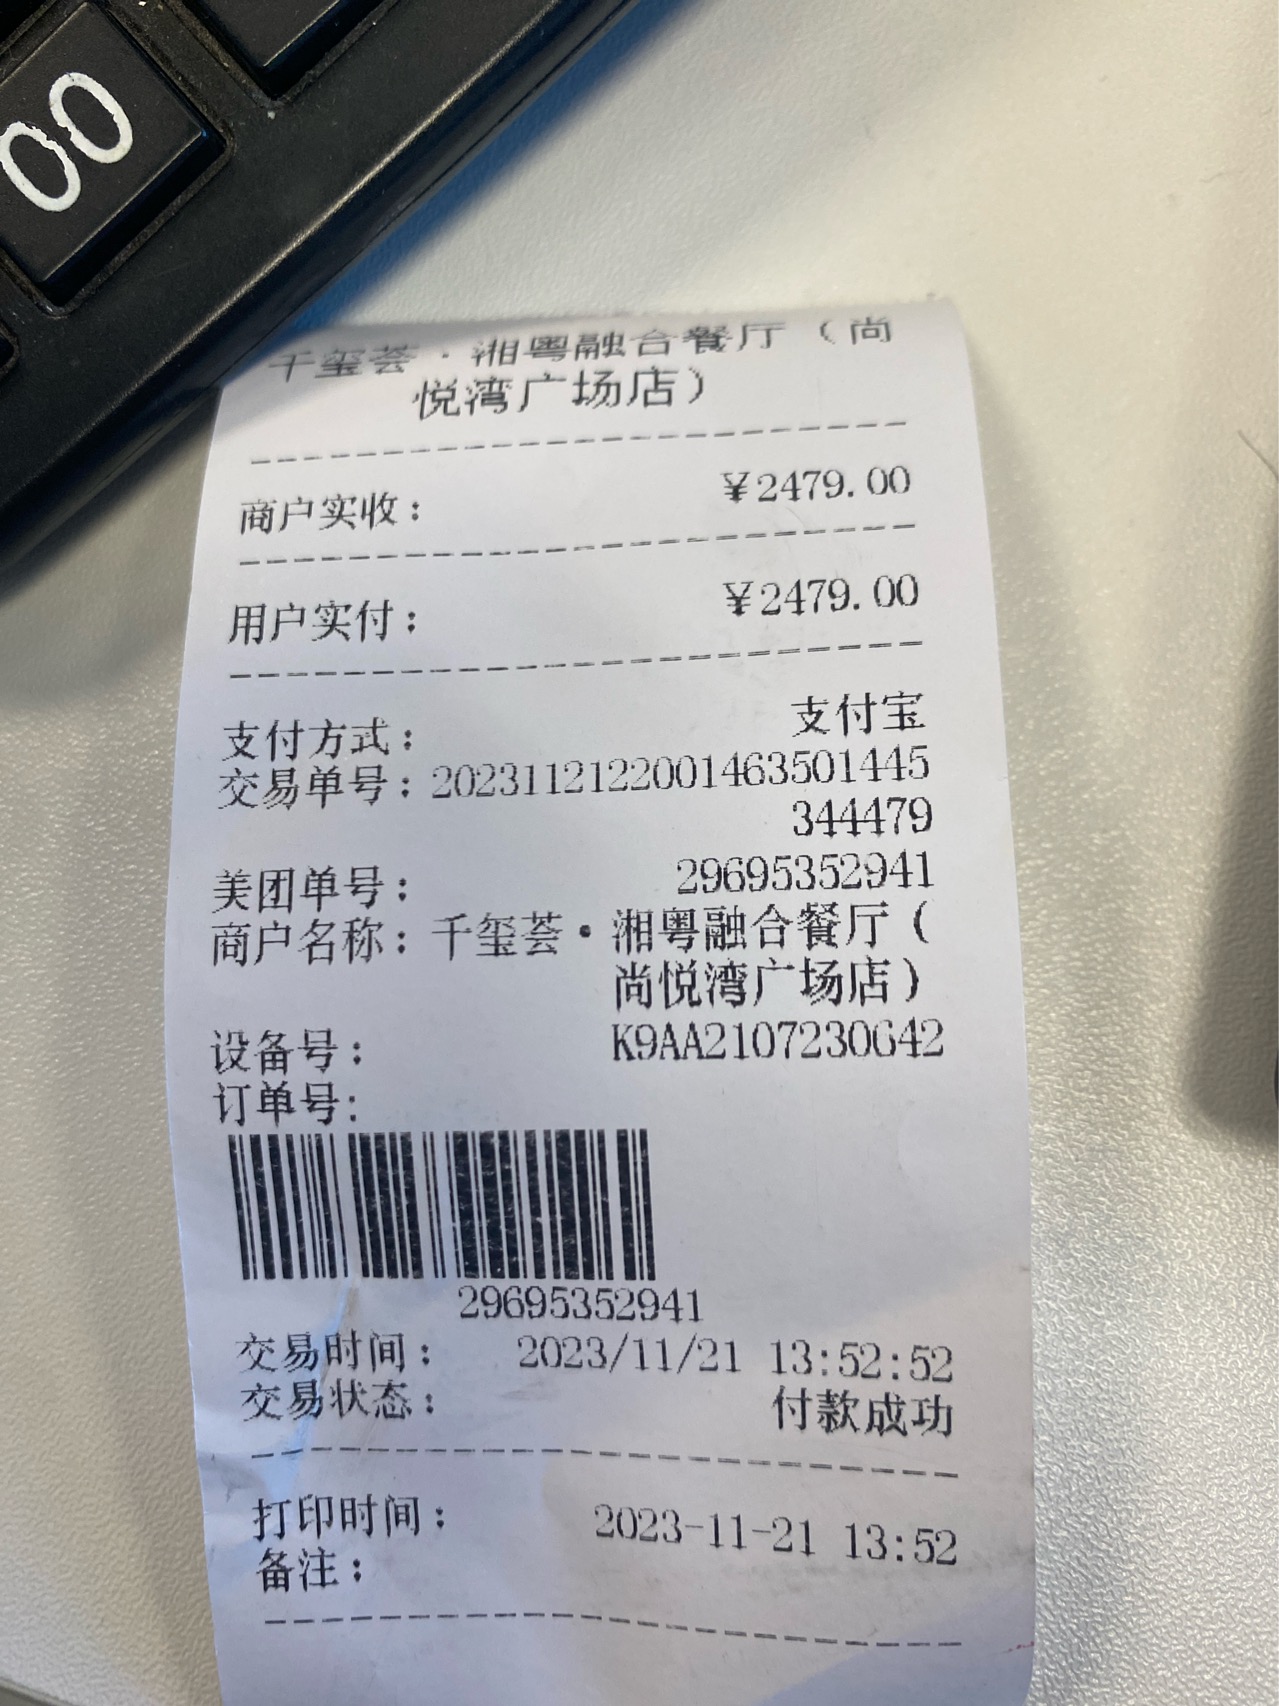 00
千玺荟·湘粤融合餐厅（尚
悦湾广场店）
商户实收： ￥2479.00
用户实付： ￥2479.00
支付方式： 支付宝
交易单号：2023112122001463501445
344479
美团单号： 29695352941
商户名称：千玺荟·湘粤融合餐厅（
尚悦湾广场店）
设备号： K9AA2107230642
订单号:
29695352941
交易时间： 2023/11/21 13:52:52
交易状态： 付款成功
打印时间： 2023-11-21 13:52
备注：